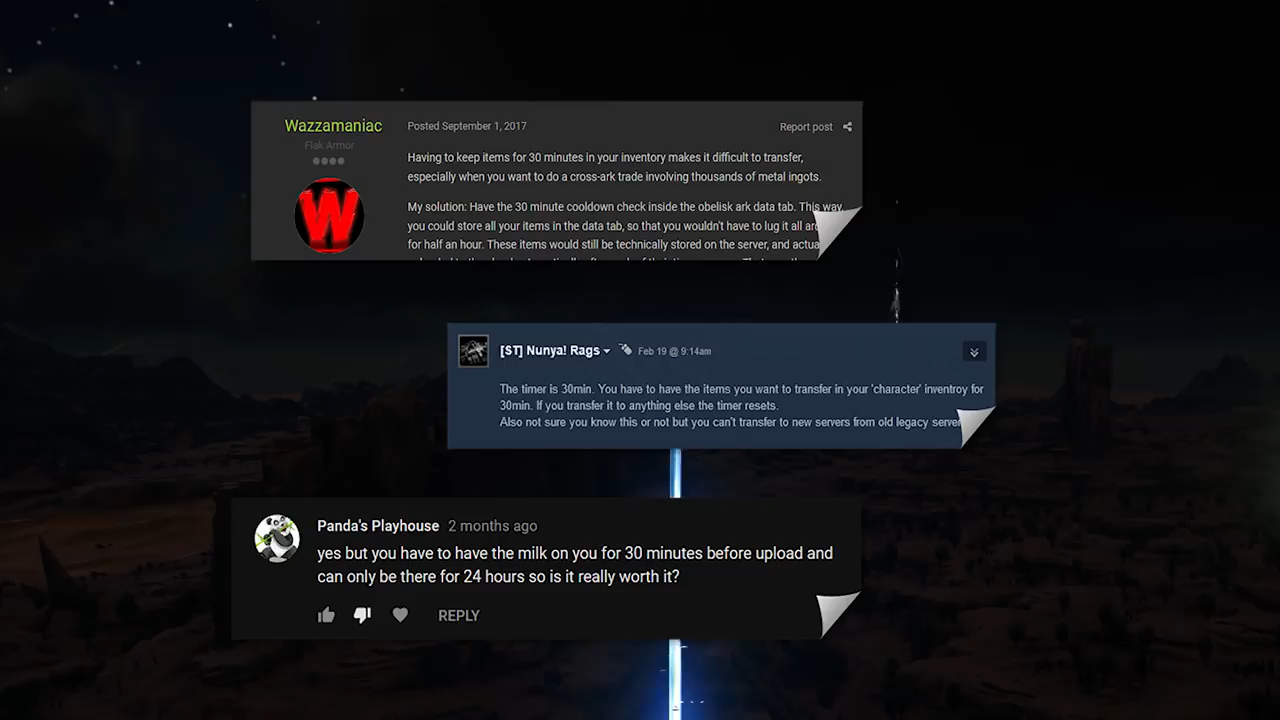 Wazzamaniac
Flak Armor
W
Posted September 1, 2017
Report post
Having to keep items for 30 minutes in your inventory makes it difficult to transfer,
especially when you want to do a cross-ark trade involving thousands of metal ingots.
My solution: Have the 30 minute cooldown check inside the obelisk ark data tab. This way,
you could store all your items in the data tab, so that you wouldn't have to lug it all
for half an hour. These items would still be technically stored on the server, and
[ST] Nunya! Rags
Feb 19 @ 9:14am
The timer is 30min. You have to have the items you want to transfer in your 'character' inventroy for
30min. If you transfer it to anything else the timer resets.
Also not sure you know this or not but you can't transfer to new servers from old legacy server
Panda's Playhouse 2 months ago
yes but you have to have the milk on you for 30 minutes before upload and
can only be there for 24 hours so is it really worth it?
REPLY